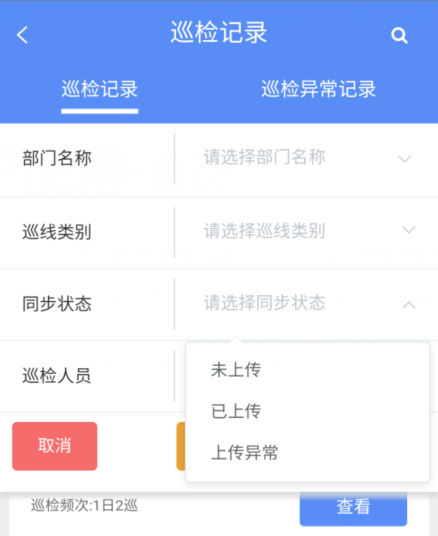 巡检记录
巡检记录 巡检异常记录
部门名称 请选择部门名称
巡线类别 请选择巡线类别
同步状态 请选择同步状态
巡检人员
未上传
已上传
上传异常
取消
巡检频次:1日2巡
查看